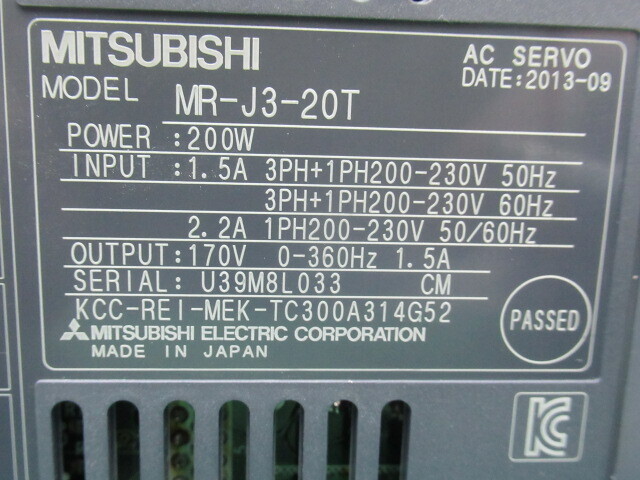 MITSUBISHI
AC SERVO
DATE:2013-09
MODEL MR-J3-20T
POWER :200W
INPUT :1.5A 3PH+1PH200-230V 50Hz
3PH+1PH200-230V 60Hz
2.2A 1PH200-230V 50/60Hz
OUTPUT:170V 0-360Hz 1.5A
SERIAL: U39M8L033 CM
KCC-REI-MEK-TC300A314G52
MITSUBISHI ELECTRIC CORPORATION
MADE IN JAPAN
PASSED
KC